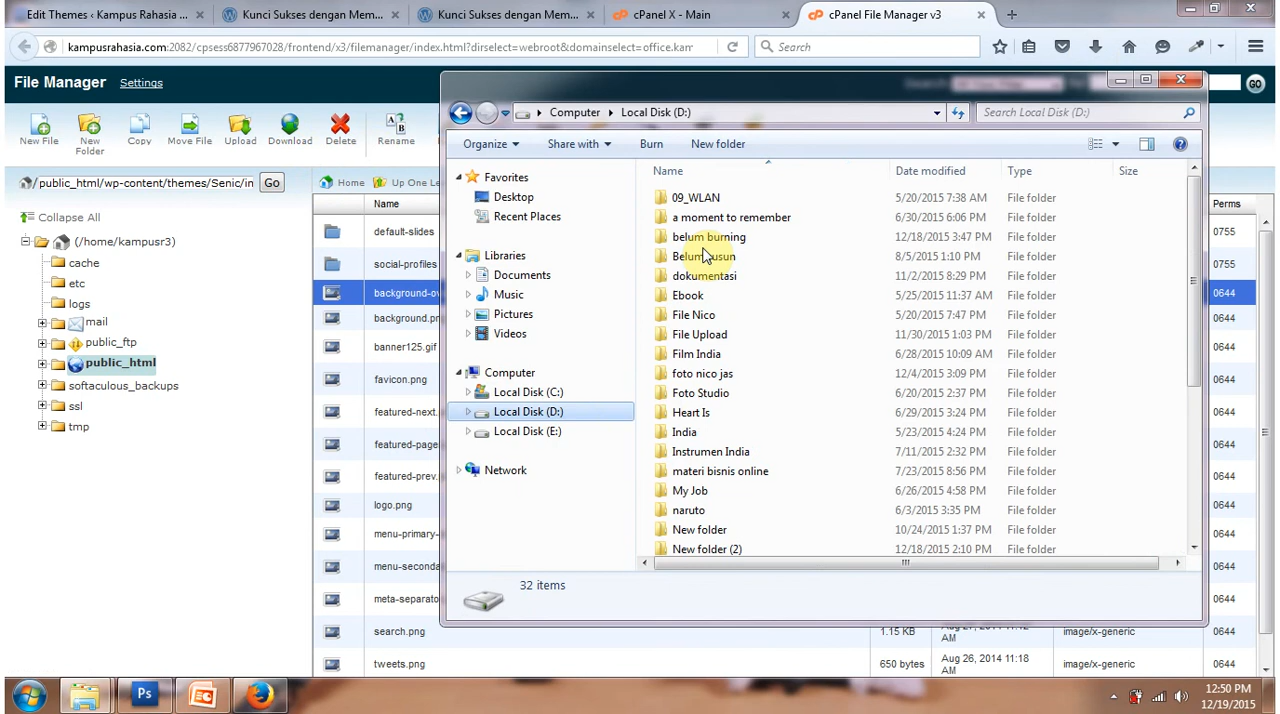 Edit Themes ‹ Kampus Rahasia ...
Kunci Sukses dengan Mem...
Kunci Sukses dengan Mem...
cPanel X - Main
cPanel File Manager v3
kampusrahasia.com:2082/cpsess6877967028/frontend/x3/filemanager/index.html?dirselect=webroot&domainselect=office.kam
Search
File Manager
Settings
GO
New File
New Folder
Copy
Move File
Upload
Download
Delete
Rename
/public_html/wp-content/themes/Senic/in
Go
Home
Up One Le
Collapse All
(/home/kampusr3)
cache
etc
logs
mail
public_ftp
public_html
softaculous_backups
ssl
tmp
Name
Perms
default-slides
0755
social-profiles
0755
background-ov
0644
background.pn
0644
banner125.gif
0644
favicon.png
0644
featured-next.
0644
featured-page
0644
featured-prev.
0644
logo.png
0644
menu-primary-
0644
menu-seconda
0644
meta-separato
0644
search.png
1.15 KB
AM
image/x-generic
0644
tweets.png
650 bytes
Aug 26, 2014 11:18 AM
image/x-generic
0644
Computer
Local Disk (D:)
Search Local Disk (D:)
Organize
Share with
Burn
New folder
Favorites
Desktop
Recent Places
Libraries
Documents
Music
Pictures
Videos
Computer
Local Disk (C:)
Local Disk (D:)
Local Disk (E:)
Network
Name
Date modified
Type
Size
09_WLAN 5/20/2015 7:38 AM File folder
a moment to remember 6/30/2015 6:06 PM File folder
belum burning 12/18/2015 3:47 PM File folder
8/5/2015 1:10 PM File folder
dokumentasi 11/2/2015 8:29 PM File folder
Ebook 5/25/2015 11:37 AM File folder
File Nico 5/20/2015 7:47 PM File folder
File Upload 11/30/2015 1:03 PM File folder
Film India 6/28/2015 10:09 AM File folder
foto nico jas 12/4/2015 3:09 PM File folder
Foto Studio 6/20/2015 2:37 PM File folder
Heart Is 6/29/2015 3:24 PM File folder
India 5/23/2015 4:24 PM File folder
Instrumen India 7/11/2015 2:32 PM File folder
materi bisnis online 7/23/2015 8:56 PM File folder
My Job 6/26/2015 4:58 PM File folder
naruto 6/3/2015 3:35 PM File folder
New folder 10/24/2015 1:37 PM File folder
New folder (2) 12/18/2015 2:10 PM File folder
32 items
12:50 PM
12/19/2015